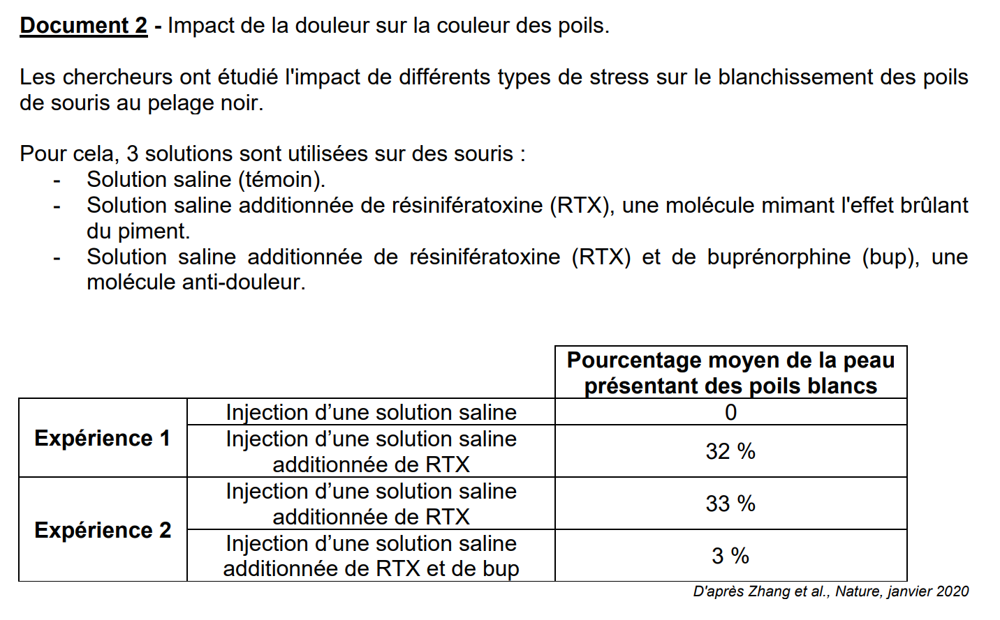 Document 2 - Impact de la douleur sur la couleur des poils.
Les chercheurs ont étudié l'impact de différents types de stress sur le blanchissement des poils
de souris au pelage noir.
Pour cela, 3 solutions sont utilisées sur des souris :
- Solution saline (témoin).
- Solution saline additionnée de résinifératoxine (RTX), une molécule mimant l'effet brûlant
du piment.
- Solution saline additionnée de résinifératoxine (RTX) et de buprénorphine (bup), une
molécule anti-douleur.
Pourcentage moyen de la peau
présentant des poils blancs
Expérience 1
Injection d’une solution saline
0
Injection d’une solution saline
additionnée de RTX
32 %
Expérience 2
Injection d’une solution saline
additionnée de RTX
33 %
Injection d’une solution saline
additionnée de RTX et de bup
3 %
D'après Zhang et al., Nature, janvier 2020